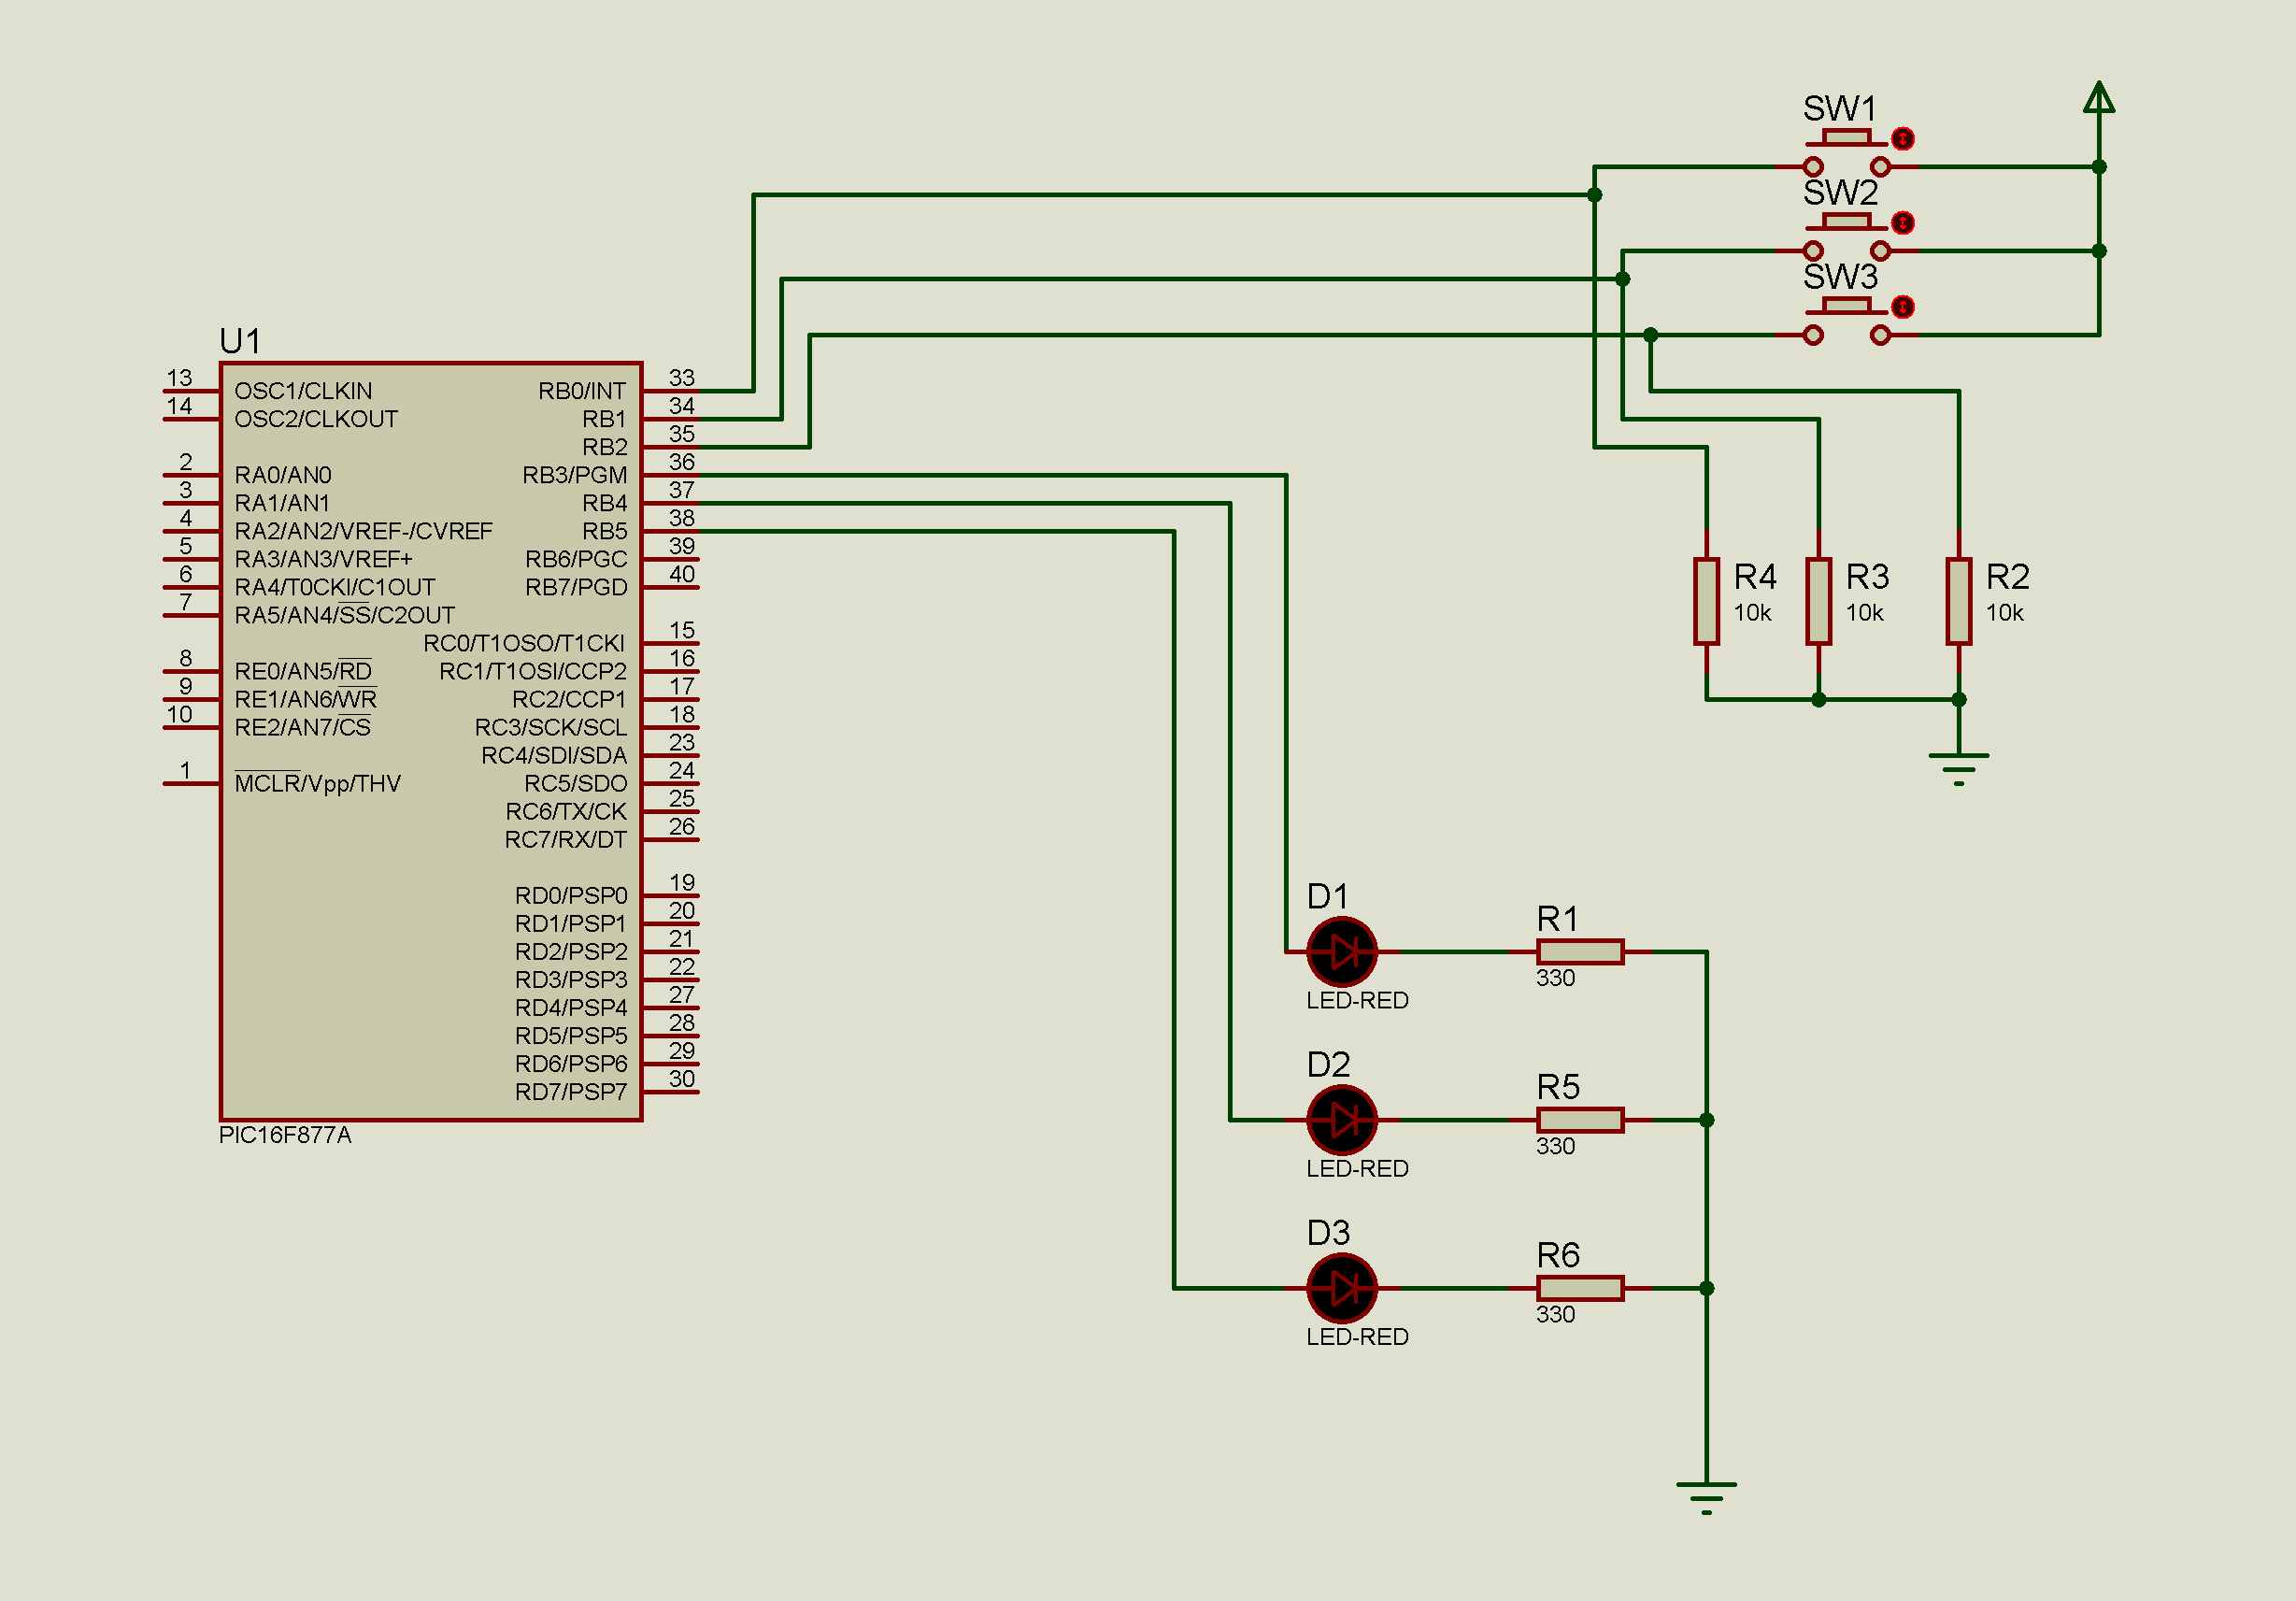 SW1
SW2
SW3
U1
13 OSC1/CLKIN
14 OSC2/CLKOUT
2 RA0/AN0
3 RA1/AN1
4 RA2/AN2/VREF-/CVREF
5 RA3/AN3/VREF+
6 RA4/T0CKI/C1OUT
7 RA5/AN4/SS/C2OUT
8 RE0/AN5/RD
9 RE1/AN6/WR
10 RE2/AN7/CS
1 MCLR/Vpp/THV
RB0/INT 33
RB1 34
RB2 35
RB3/PGM 36
RB4 37
RB5 38
RB6/PGC 39
RB7/PGD 40
RC0/T1OSO/T1CKI 15
RC1/T1OSI/CCP2 16
RC2/CCP1 17
RC3/SCK/SCL 18
RC4/SDI/SDA 23
RC5/SDO 24
RC6/TX/CK 25
RC7/RX/DT 26
RD0/PSP0 19
RD1/PSP1 20
RD2/PSP2 21
RD3/PSP3 22
RD4/PSP4 27
RD5/PSP5 28
RD6/PSP6 29
RD7/PSP7 30
PIC16F877A
R4
10k
R3
10k
R2
10k
D1
LED-RED
R1
330
D2
LED-RED
R5
330
D3
LED-RED
R6
330